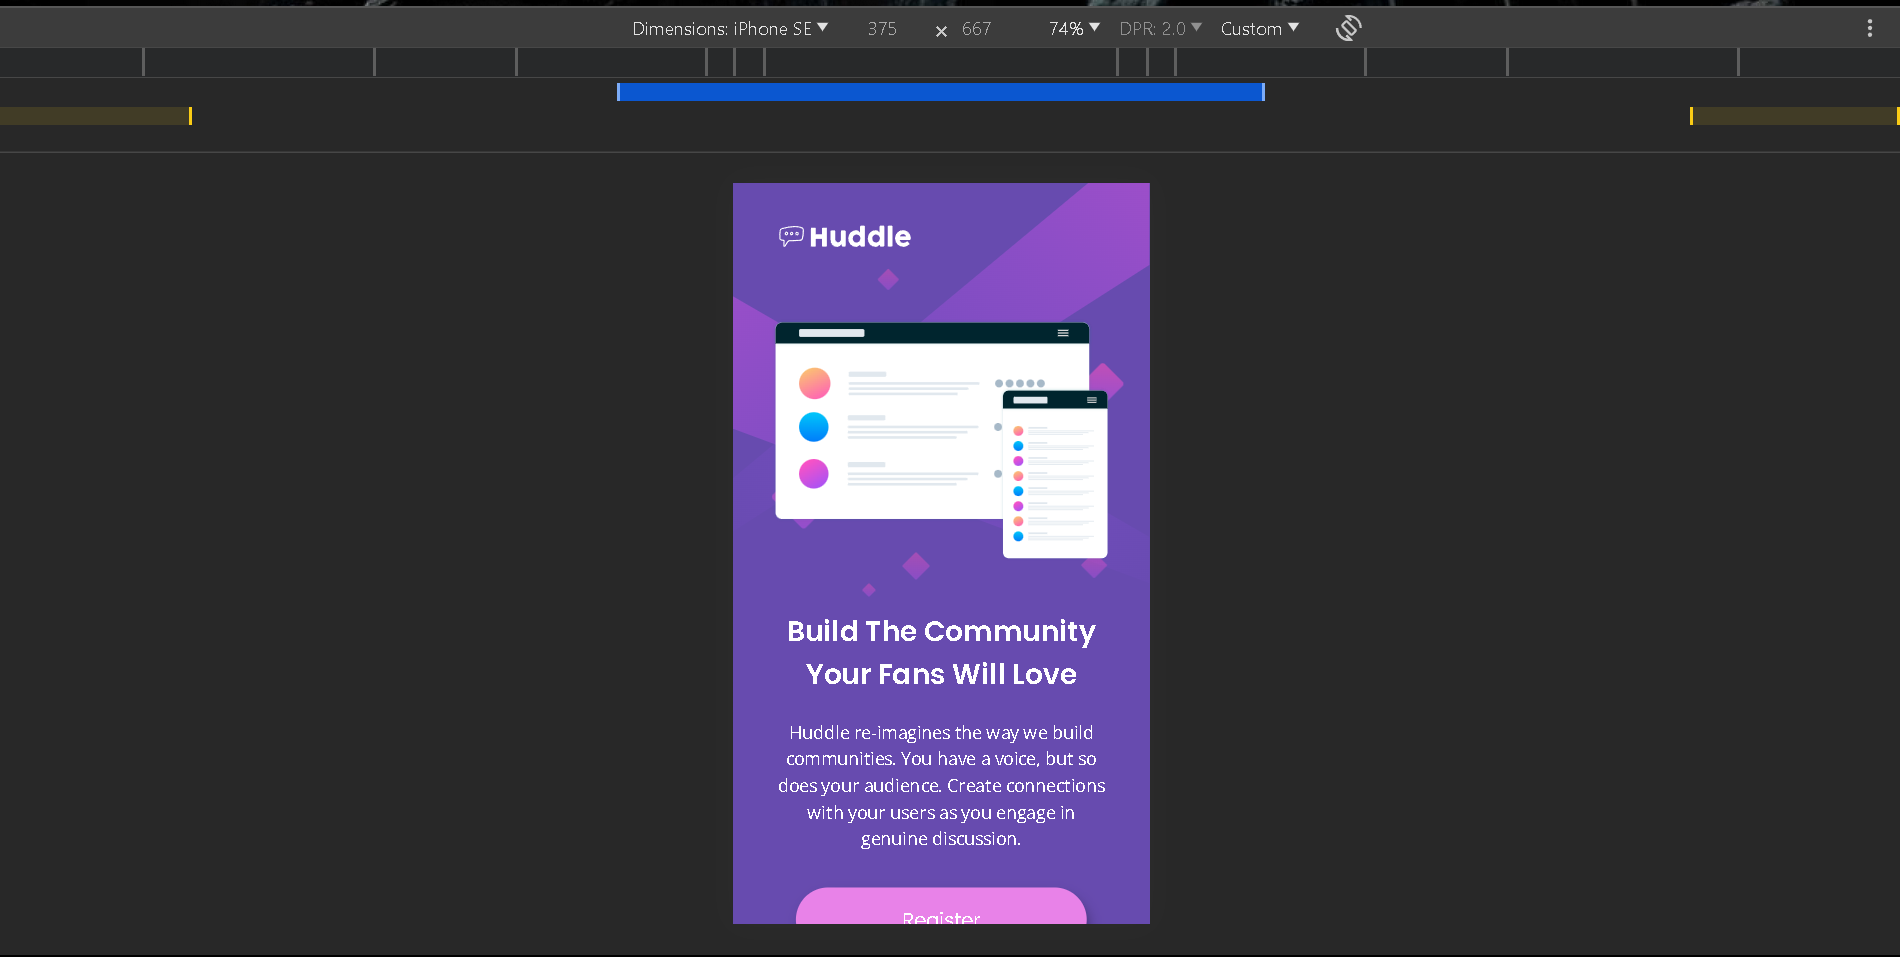 Dimensions: iPhone SE 375 × 667 74% DPR: 2.0 Custom
Huddle
Build The Community
Your Fans Will Love
Huddle re-imagines the way we build
communities. You have a voice, but so
does your audience. Create connections
with your users as you engage in
genuine discussion.
Register